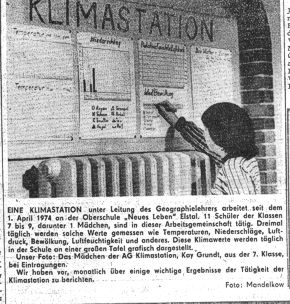 KLIMASTATION
Niederschlag
EINE KLIMASTATION unter Leitung des Geographielehrers arbeitet seit dem
1. April 1974 an der Oberschule „Neues Leben" Elstal. 11 Schüler der Klassen
7 bis 9, darunter 1 Mädchen, sind in dieser Arbeitsgemeinschaft tätig. Dreimal
täglich werden solche Werte gemessen wie Temperaturen, Niederschläge, Luft-
druck, Bewölkung, Luftfeuchtigkeit und anderes. Diese Klimawerte werden täglich
in der Schule an einer großen Tafel grafisch dargestellt.
Unser Foto: Das Mädchen der AG Klimastation, Kay Grundt, aus der 7. Klasse,
bei Eintragungen.
Wir haben vor, monatlich über einige wichtige Ergebnisse der Tätigkeit der
Klimastation zu berichten.
Foto: Mandelkow